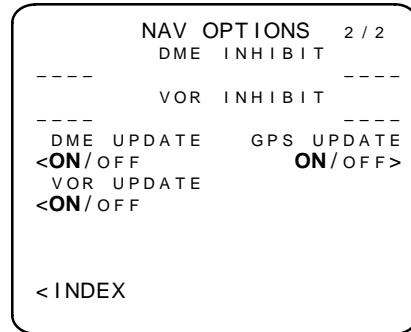 NAV OPTIONS 2/2
DME INHIBIT
---- ----
VOR INHIBIT
---- ----
DME UPDATE GPS UPDATE
<ON/OFF ON/OFF>
VOR UPDATE
<ON/OFF
<INDEX